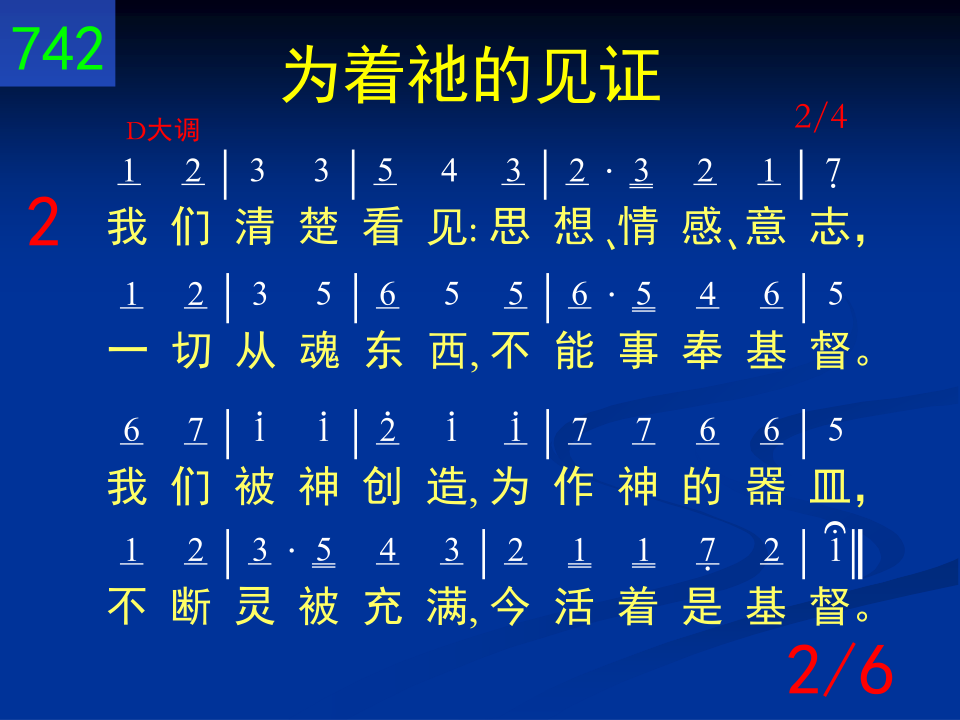 742
为着祂的见证
D大调
2/4
1 2 | 3 3 | 5 4 3 | 2 · 3 2 1 | 7̣
2
我们清楚看见:思想、情感、意志，
1 2 | 3 5 | 6 5 5 | 6 · 5 4 6 | 5
一切从魂东西,不能事奉基督。
6 7 | 1̇ 1̇ | 2̇ 1̇ 1̇ | 7 7 6 6 | 5
我们被神创造,为作神的器皿，
1 2 | 3 · 5 4 3 | 2 1 1 7̣ 2 | 1̇ ‖
不断灵被充满,今活着是基督。
2/6